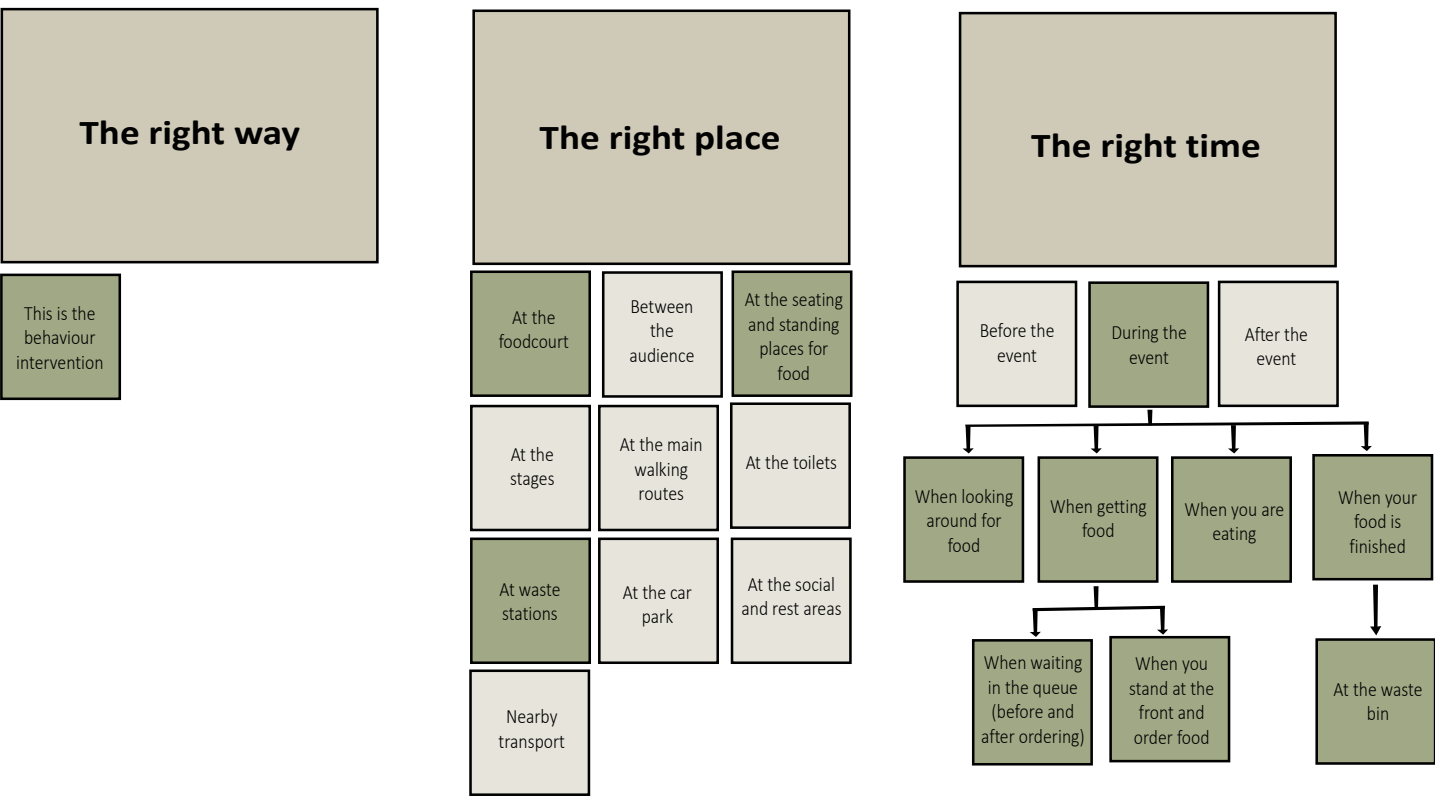 The right way
This is the
behaviour
intervention
The right place
At the
foodcourt
Between
the
audience
At the seating
and standing
places for
food
At the
stages
At the main
walking
routes
At the toilets
At waste
stations
At the car
park
At the social
and rest areas
Nearby
transport
The right time
Before the
event
During the
event
After the
event
When looking
around for
food
When getting
food
When you are
eating
When your
food is
finished
When waiting
in the queue
(before and
after ordering)
When you
stand at the
front and
order food
At the waste
bin